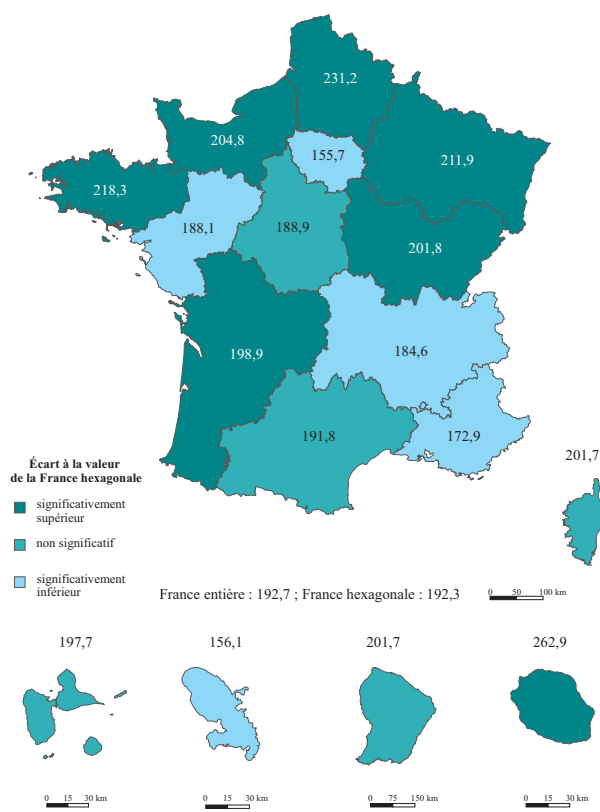 231,2
204,8
155,7
211,9
218,3
188,1
188,9
201,8
198,9
184,6
191,8
172,9
201,7
Écart à la valeur
de la France hexagonale
significativement
supérieur
non significatif
significativement
inférieur
France entière : 192,7 ; France hexagonale : 192,3
0 50 100 km
197,7
156,1
201,7
262,9
0 15 30 km
0 15 30 km
0 75 150 km
0 15 30 km